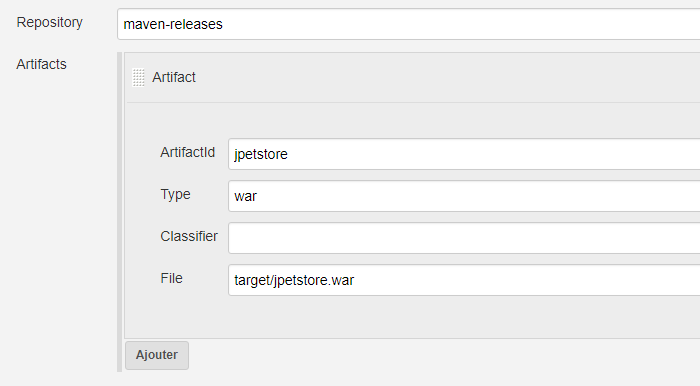 Repository maven-releases
Artifacts
Artifact
ArtifactId jpetstore
Type war
Classifier
File target/jpetstore.war
Ajouter